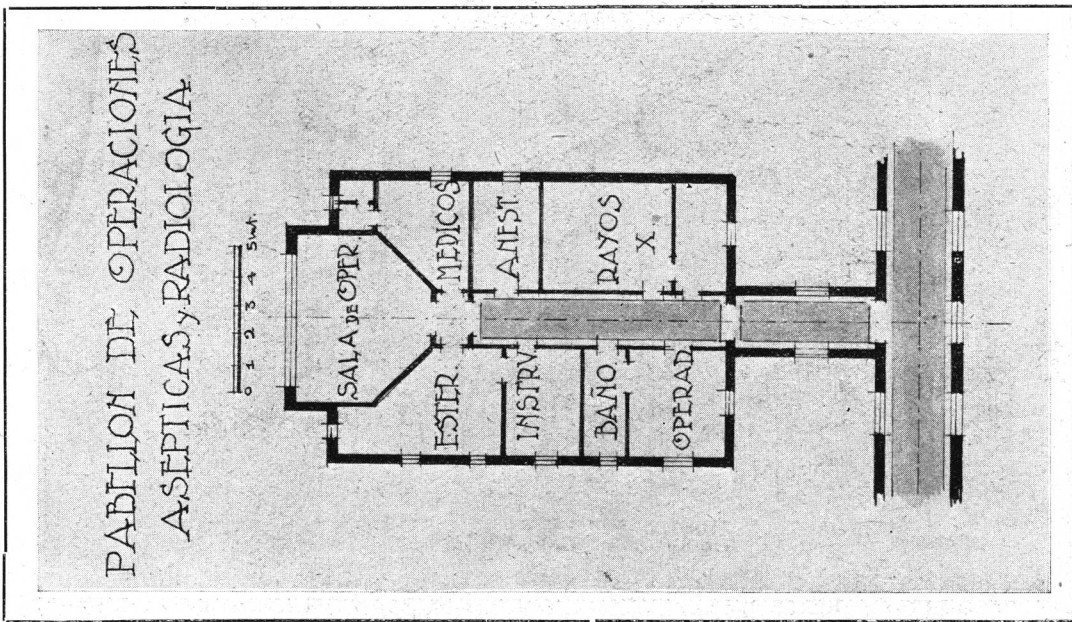 PABELLON DE OPERACIONES
ASEPTICAS y RADIOLOGIA
0 1 2 3 4 5 mt.
SALA DE OPER.
MEDICOS
ANEST.
RAYOS
X.
ESTER.
INSTRV.
BAÑO.
OPERAD